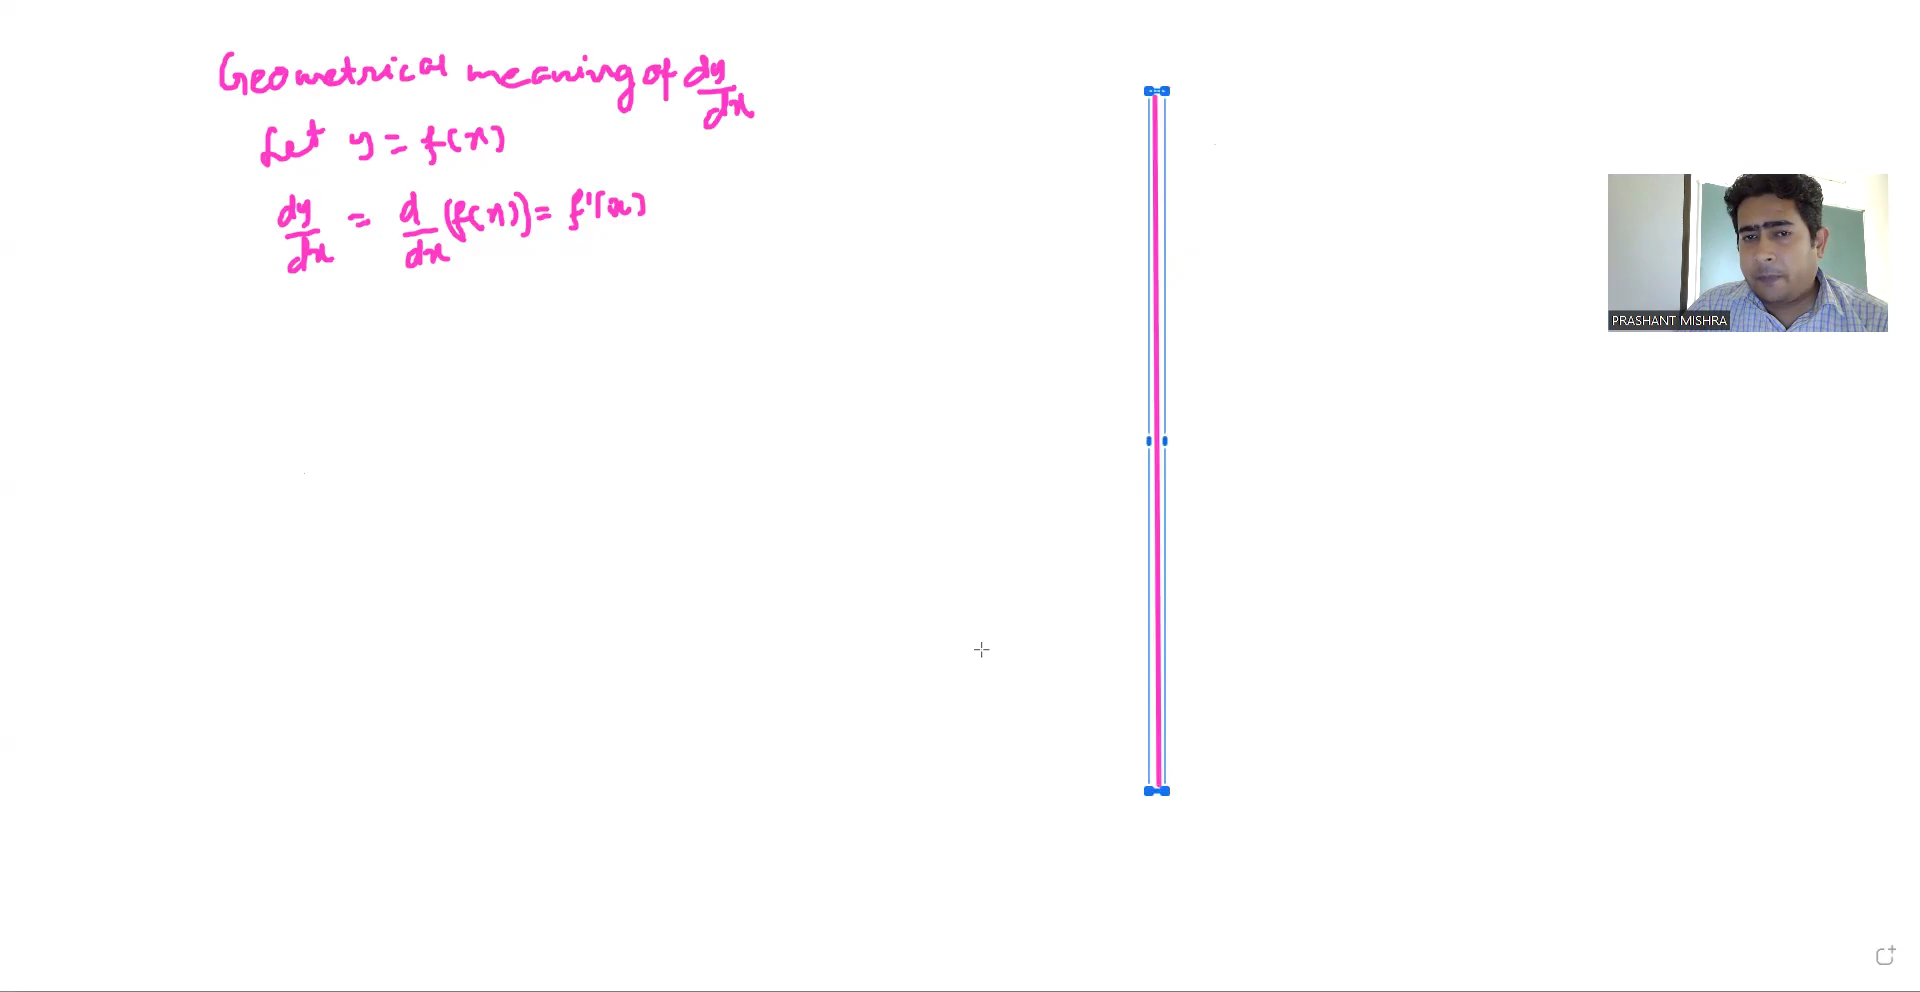 Geometrical meaning of dy/dx
Let y = f(x)
dy/dx = d/dx (f(x)) = f'(x)
PRASHANT MISHRA